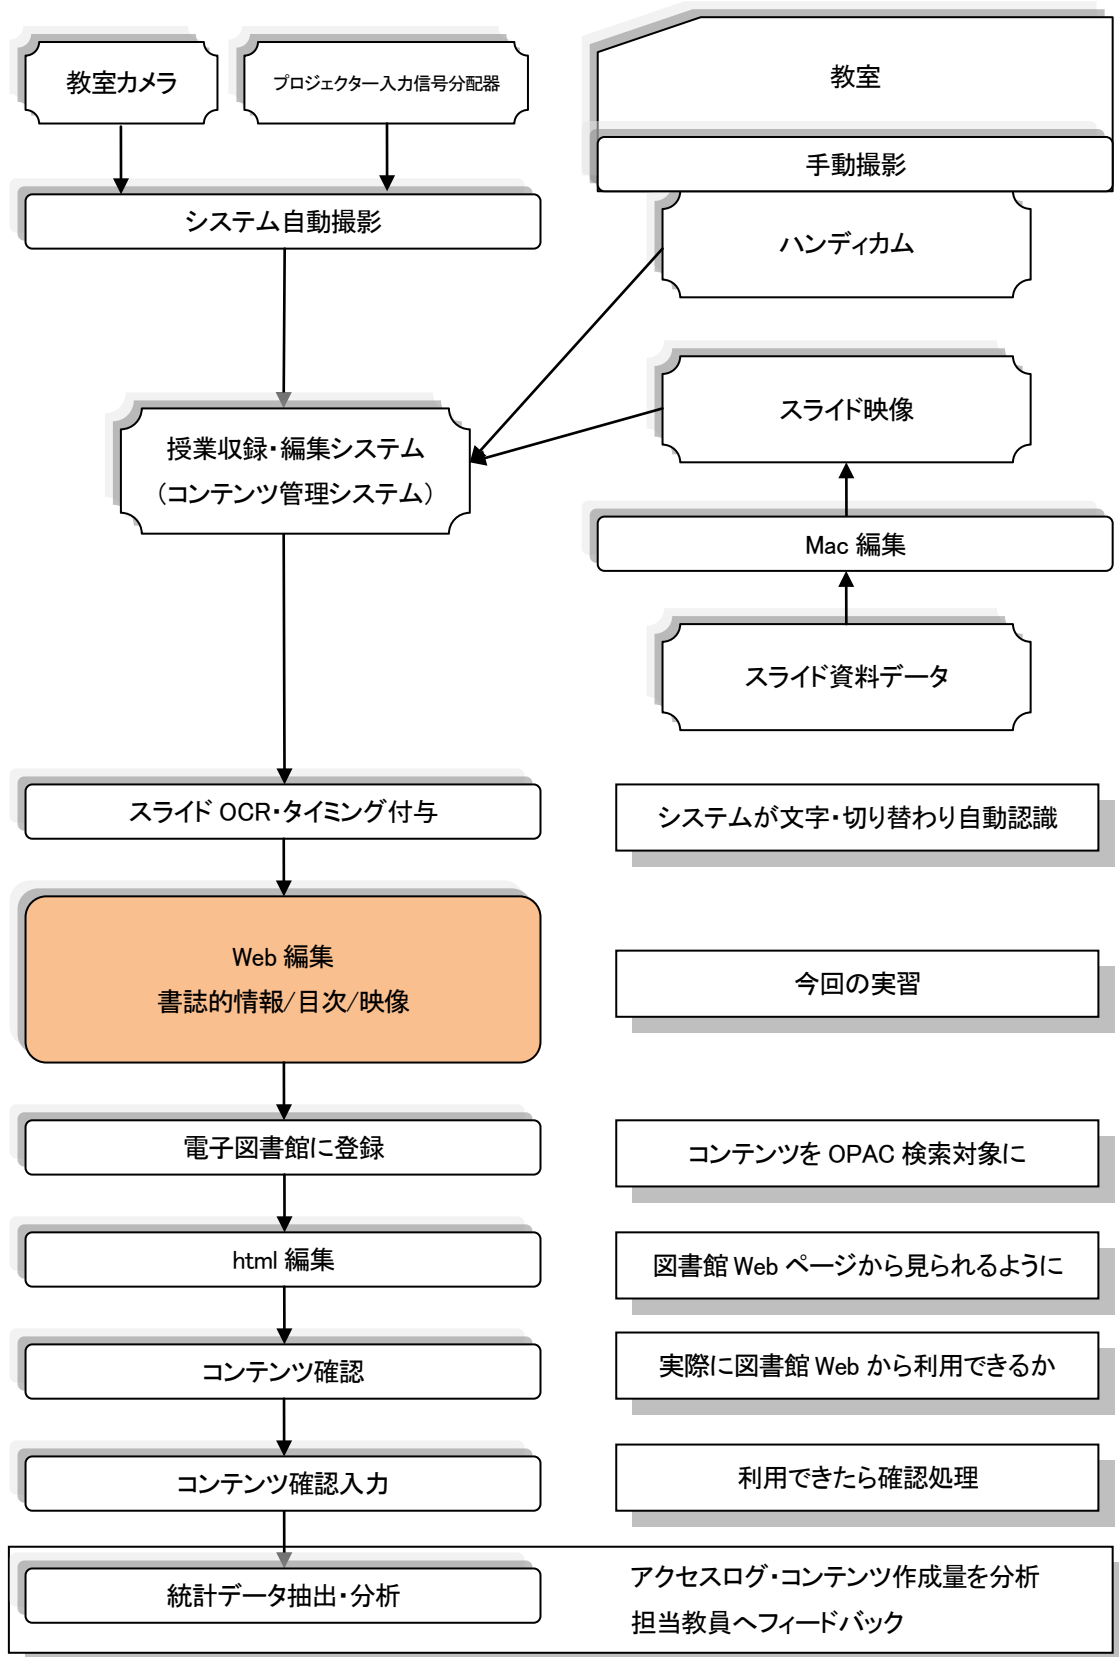 教室カメラ
プロジェクター入力信号分配器
教室
手動撮影
システム自動撮影
ハンディカム
スライド映像
授業収録・編集システム
（コンテンツ管理システム）
Mac 編集
スライド資料データ
スライド OCR・タイミング付与
システムが文字・切り替わり自動認識
Web 編集
書誌的情報/目次/映像
今回の実習
電子図書館に登録
コンテンツを OPAC 検索対象に
html 編集
図書館 Web ページから見られるように
コンテンツ確認
実際に図書館 Web から利用できるか
コンテンツ確認入力
利用できたら確認処理
統計データ抽出・分析
アクセスログ・コンテンツ作成量を分析
担当教員へフィードバック